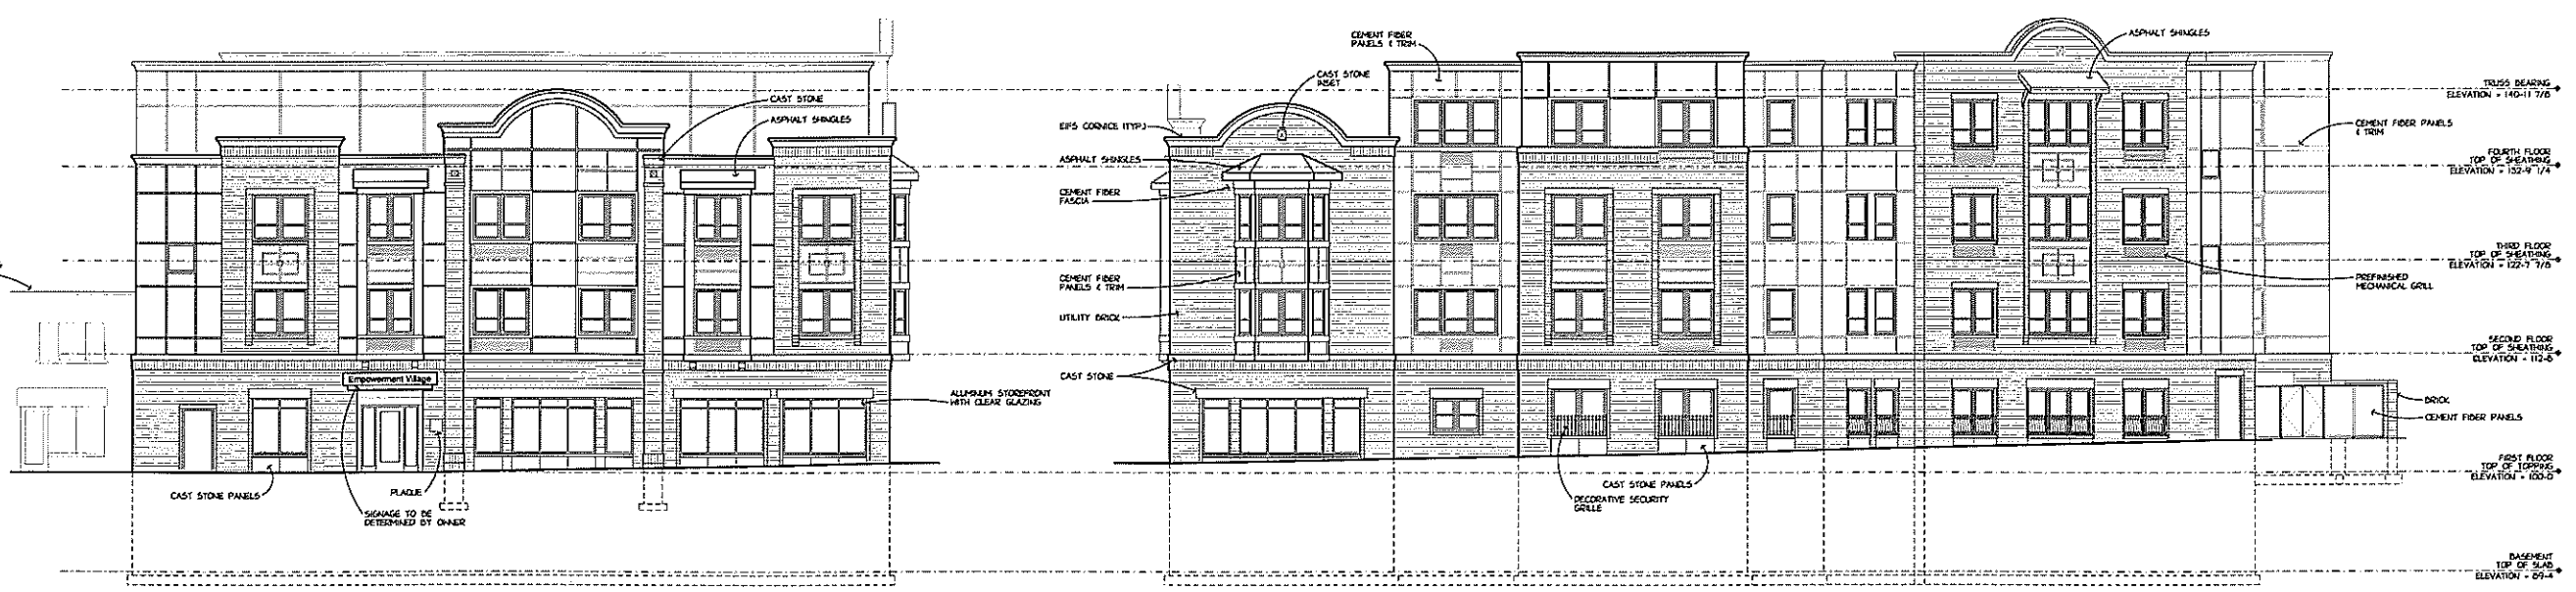 CAST STONE
ASPHALT SHINGLES
Empowerment Village
ALUMINUM STOREFRONT
WITH CLEAR GLAZING
CAST STONE PANELS
PLAQUE
SIGNAGE TO BE
DETERMINED BY OWNER
CEMENT FIBER
PANELS & TRIM
CAST STONE
INSET
EIFS CORNICE (TYP.)
ASPHALT SHINGLES
CEMENT FIBER
FASCIA
CEMENT FIBER
PANELS & TRIM
UTILITY BRICK
CAST STONE
CAST STONE PANELS
DECORATIVE SECURITY
GRILLE
ASPHALT SHINGLES
CEMENT FIBER PANELS
& TRIM
PREFINISHED
MECHANICAL GRILL
BRICK
CEMENT FIBER PANELS
TRUSS BEARING
ELEVATION = 140-11 7/8
FOURTH FLOOR
TOP OF SHEATHING
ELEVATION = 132-9 1/4
THIRD FLOOR
TOP OF SHEATHING
ELEVATION = 122-7 7/8
SECOND FLOOR
TOP OF SHEATHING
ELEVATION = 112-8
FIRST FLOOR
TOP OF TOPPING
ELEVATION = 100-0
BASEMENT
TOP OF SLAB
ELEVATION = 89-4